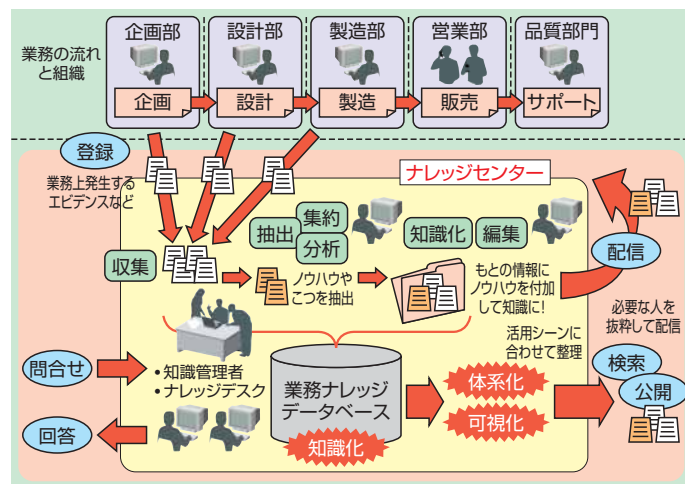 業務の流れ
と組織
企画部
設計部
製造部
営業部
品質部門
企画
設計
製造
販売
サポート
登録
業務上発生する
エビデンスなど
ナレッジセンター
収集
抽出
集約
分析
知識化
編集
配信
ノウハウや
こつを抽出
もとの情報に
ノウハウを付加
して知識に!
必要な人を
抜粋して配信
活用シーンに
合わせて整理
問合せ
・知識管理者
・ナレッジデスク
業務ナレッジ
データベース
知識化
体系化
可視化
検索
公開
回答